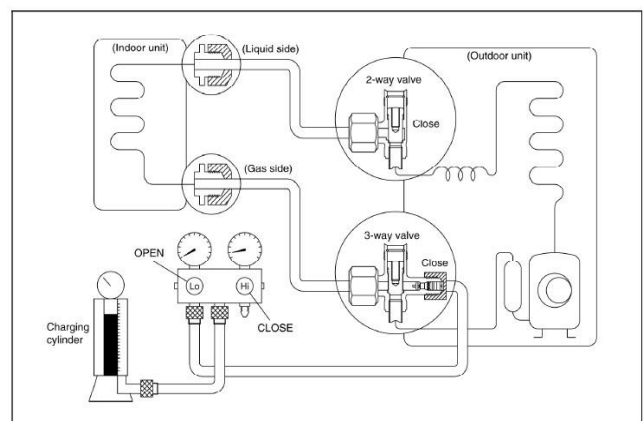 (Indoor unit)
(Liquid side)
(Outdoor unit)
2-way valve
Close
(Gas side)
3-way valve
Close
OPEN
Lo
Hi
CLOSE
Charging
cylinder